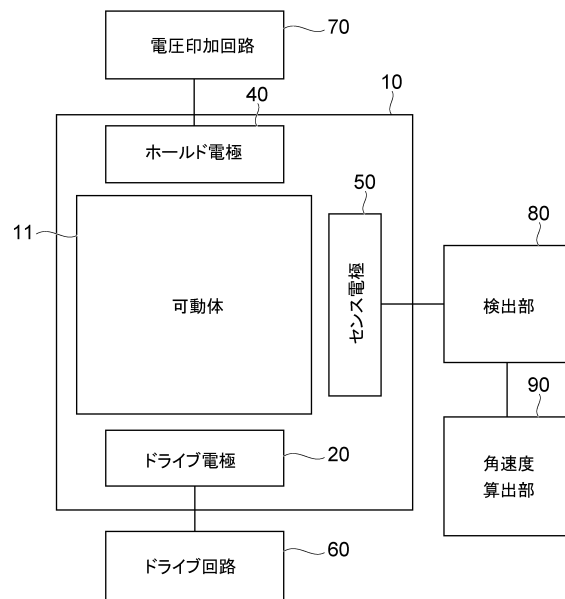 電圧印加回路
70
10
40
ホールド電極
50
11
可動体
センス電極
80
検出部
90
角速度
算出部
ドライブ電極
20
ドライブ回路
60